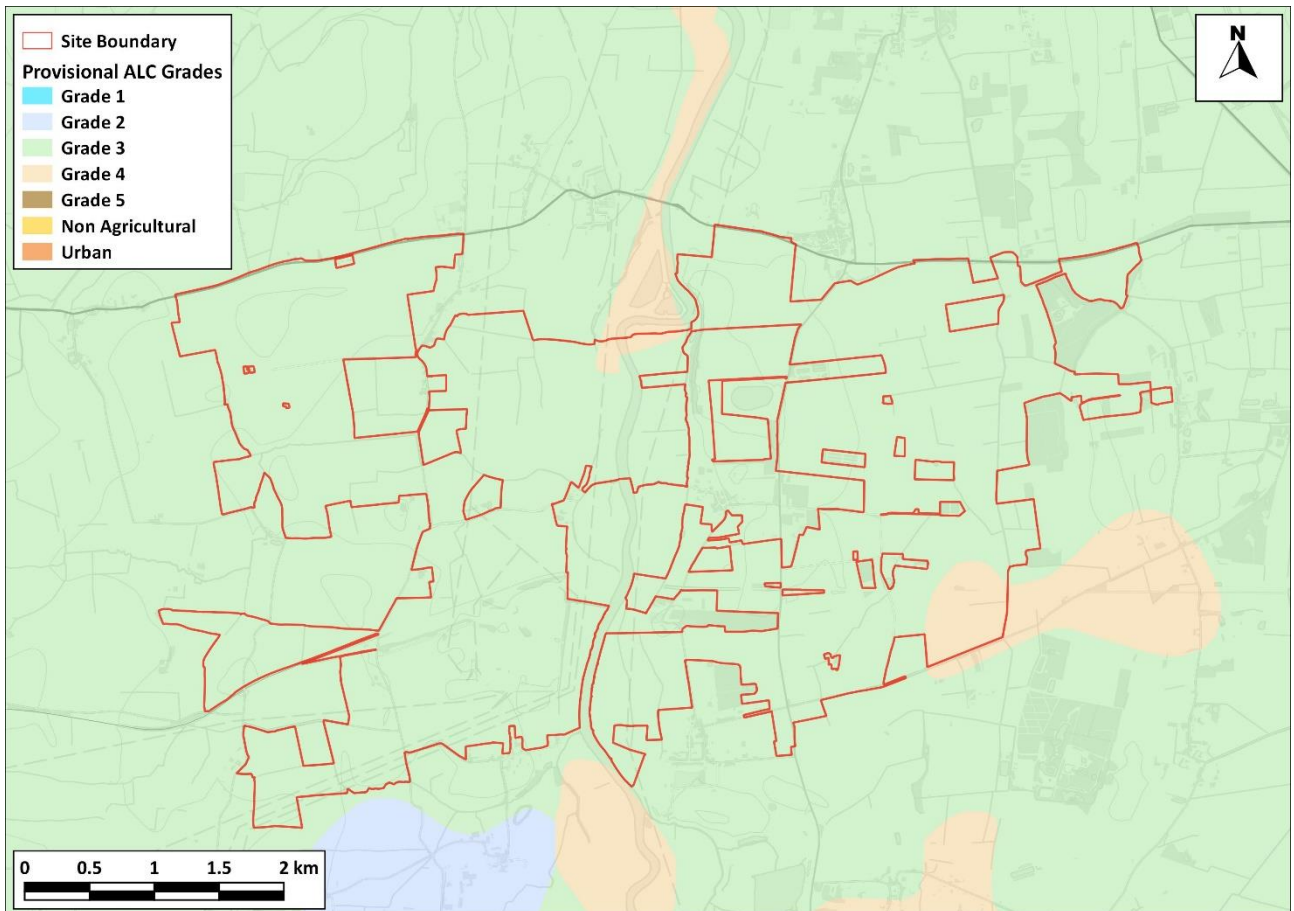 Site Boundary
Provisional ALC Grades
Grade 1
Grade 2
Grade 3
Grade 4
Grade 5
Non Agricultural
Urban
N
0 0.5 1 1.5 2 km